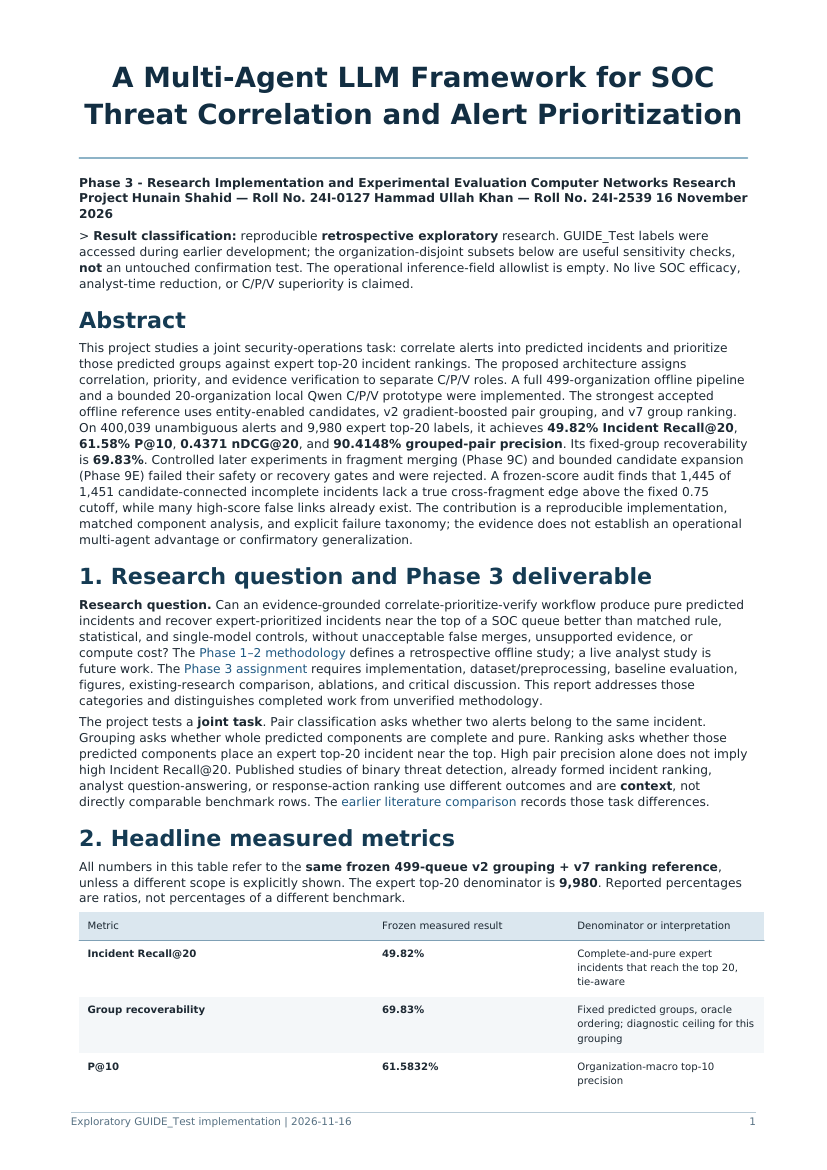 A Multi-Agent LLM Framework for SOC
Threat Correlation and Alert Prioritization
Phase 3 - Research Implementation and Experimental Evaluation Computer Networks Research
Project Hunain Shahid — Roll No. 24I-0127 Hammad Ullah Khan — Roll No. 24I-2539 16 November
2026
> Result classification: reproducible retrospective exploratory research. GUIDE_Test labels were
accessed during earlier development; the organization-disjoint subsets below are useful sensitivity checks,
not an untouched confirmation test. The operational inference-field allowlist is empty. No live SOC efficacy,
analyst-time reduction, or C/P/V superiority is claimed.
Abstract
This project studies a joint security-operations task: correlate alerts into predicted incidents and prioritize
those predicted groups against expert top-20 incident rankings. The proposed architecture assigns
correlation, priority, and evidence verification to separate C/P/V roles. A full 499-organization offline pipeline
and a bounded 20-organization local Qwen C/P/V prototype were implemented. The strongest accepted
offline reference uses entity-enabled candidates, v2 gradient-boosted pair grouping, and v7 group ranking.
On 400,039 unambiguous alerts and 9,980 expert top-20 labels, it achieves 49.82% Incident Recall@20,
61.58% P@10, 0.4371 nDCG@20, and 90.4148% grouped-pair precision. Its fixed-group recoverability
is 69.83%. Controlled later experiments in fragment merging (Phase 9C) and bounded candidate expansion
(Phase 9E) failed their safety or recovery gates and were rejected. A frozen-score audit finds that 1,445 of
1,451 candidate-connected incomplete incidents lack a true cross-fragment edge above the fixed 0.75
cutoff, while many high-score false links already exist. The contribution is a reproducible implementation,
matched component analysis, and explicit failure taxonomy; the evidence does not establish an operational
multi-agent advantage or confirmatory generalization.
1. Research question and Phase 3 deliverable
Research question. Can an evidence-grounded correlate-prioritize-verify workflow produce pure predicted
incidents and recover expert-prioritized incidents near the top of a SOC queue better than matched rule,
statistical, and single-model controls, without unacceptable false merges, unsupported evidence, or
compute cost? The Phase 1–2 methodology defines a retrospective offline study; a live analyst study is
future work. The Phase 3 assignment requires implementation, dataset/preprocessing, baseline evaluation,
figures, existing-research comparison, ablations, and critical discussion. This report addresses those
categories and distinguishes completed work from unverified methodology.
The project tests a joint task. Pair classification asks whether two alerts belong to the same incident.
Grouping asks whether whole predicted components are complete and pure. Ranking asks whether those
predicted components place an expert top-20 incident near the top. High pair precision alone does not imply
high Incident Recall@20. Published studies of binary threat detection, already formed incident ranking,
analyst question-answering, or response-action ranking use different outcomes and are context, not
directly comparable benchmark rows. The earlier literature comparison records those task differences.
2. Headline measured metrics
All numbers in this table refer to the same frozen 499-queue v2 grouping + v7 ranking reference,
unless a different scope is explicitly shown. The expert top-20 denominator is 9,980. Reported percentages
are ratios, not percentages of a different benchmark.
Metric Frozen measured result Denominator or interpretation
Incident Recall@20 49.82% Complete-and-pure expert
incidents that reach the top 20,
tie-aware
Group recoverability 69.83% Fixed predicted groups, oracle
ordering; diagnostic ceiling for this
grouping
P@10 61.5832% Organization-macro top-10
precision
Exploratory GUIDE_Test implementation | 2026-11-16 1